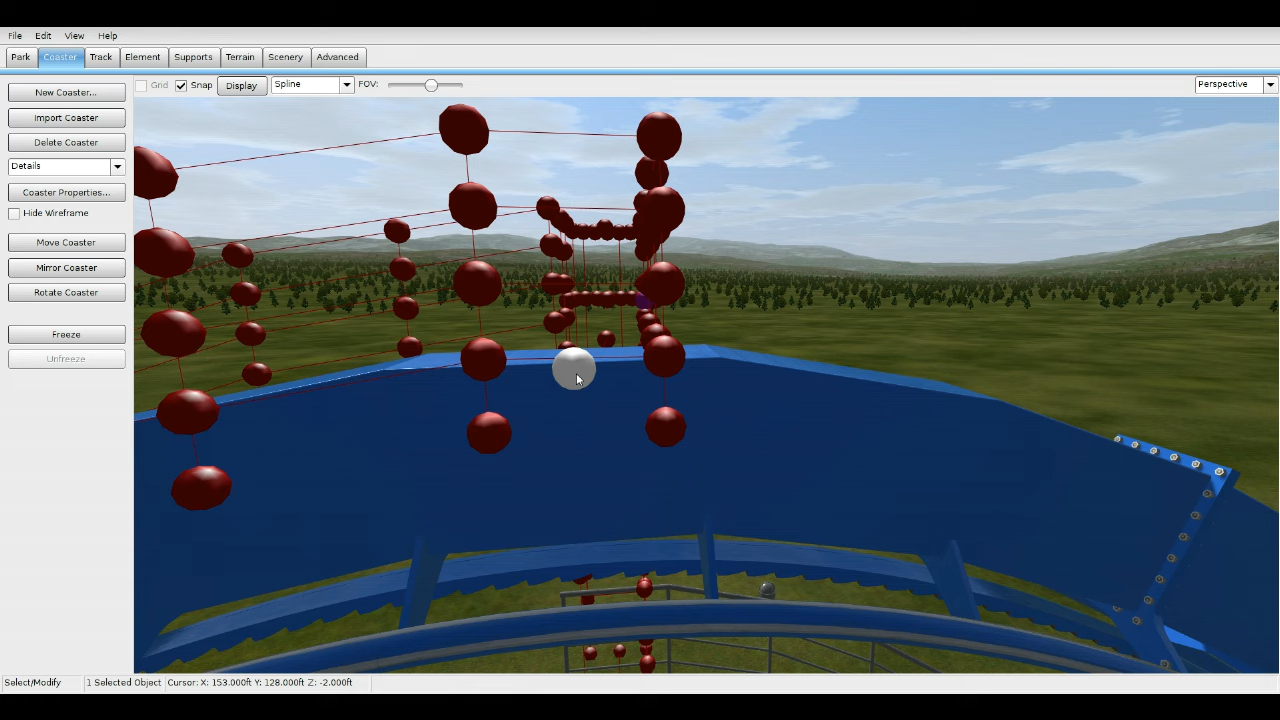 File Edit View Help
Park Coaster Track Element Supports Terrain Scenery Advanced
New Coaster... Grid Snap Display Spline FOV: Perspective
Import Coaster
Delete Coaster
Details
Coaster Properties...
Hide Wireframe
Move Coaster
Mirror Coaster
Rotate Coaster
Freeze
Unfreeze
Select/Modify 1 Selected Object Cursor: X: 153.000ft Y: 128.000ft Z: -2.000ft